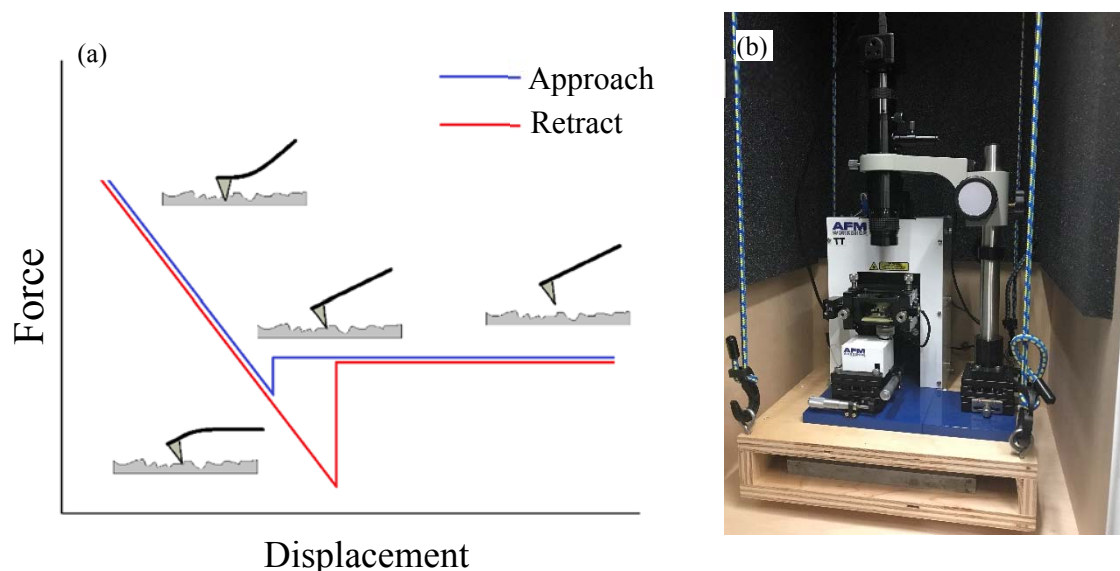 (a)
Approach
Retract
Force
Displacement
(b)
AFM
TT
AFM